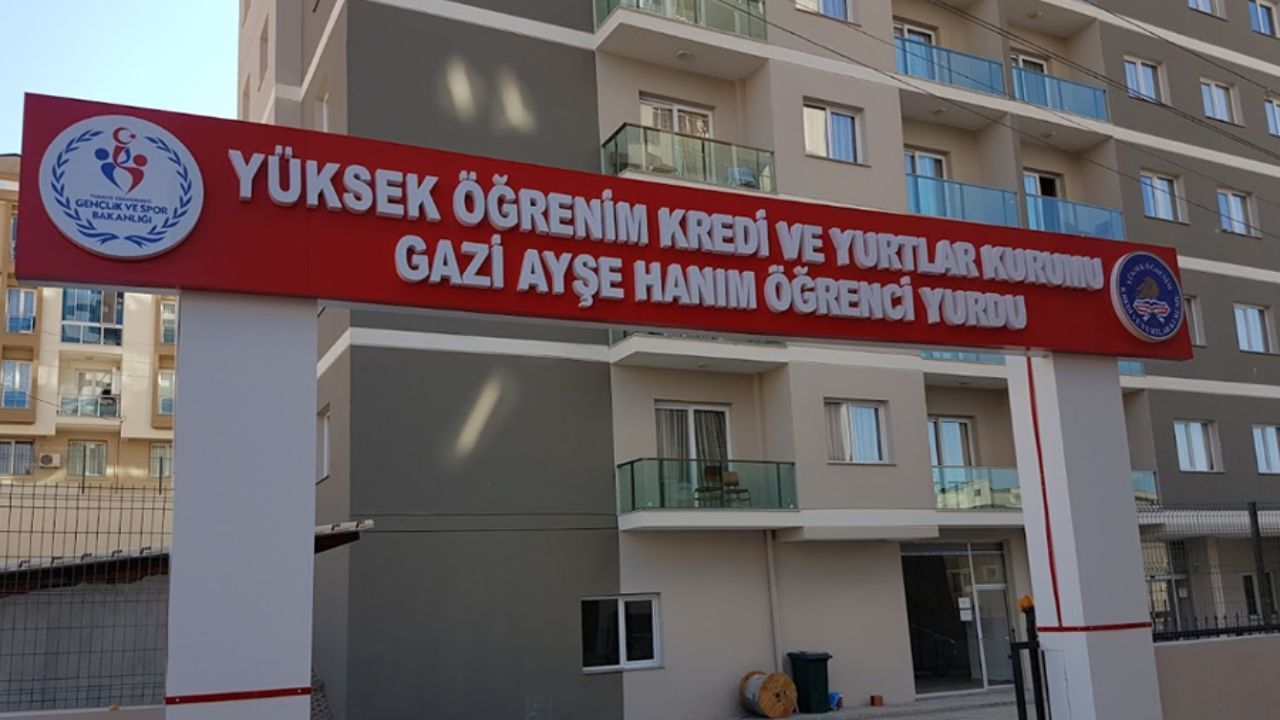 YÜKSEK ÖĞRENİM KREDİ VE YURTLAR KURUMU
GAZİ AYŞE HANIM ÖĞRENCİ YURDU
GENÇLİK VE SPOR
BAKANLIĞI